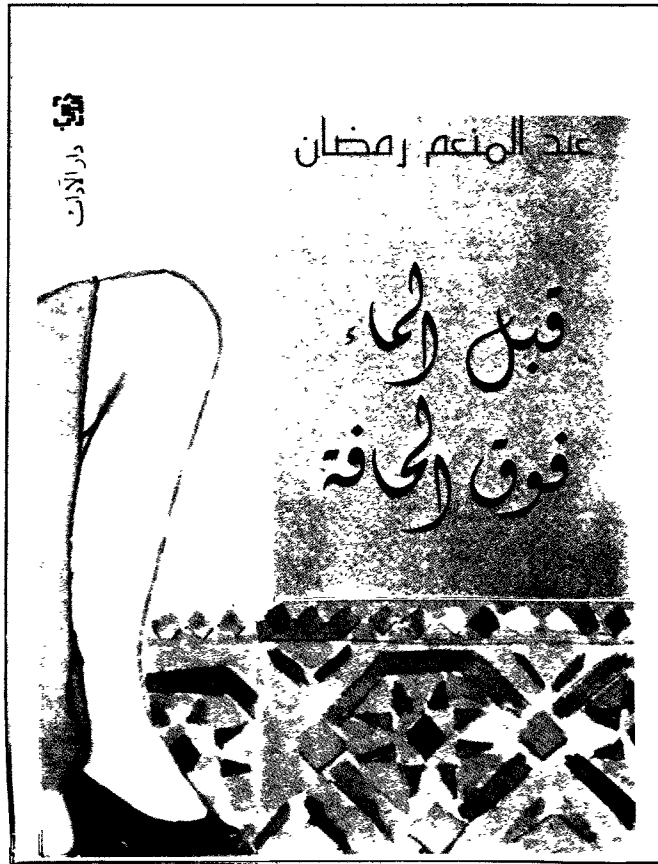 عبد المنعم رمضان
قبل الماء
فوق الحافة
دار الآداب